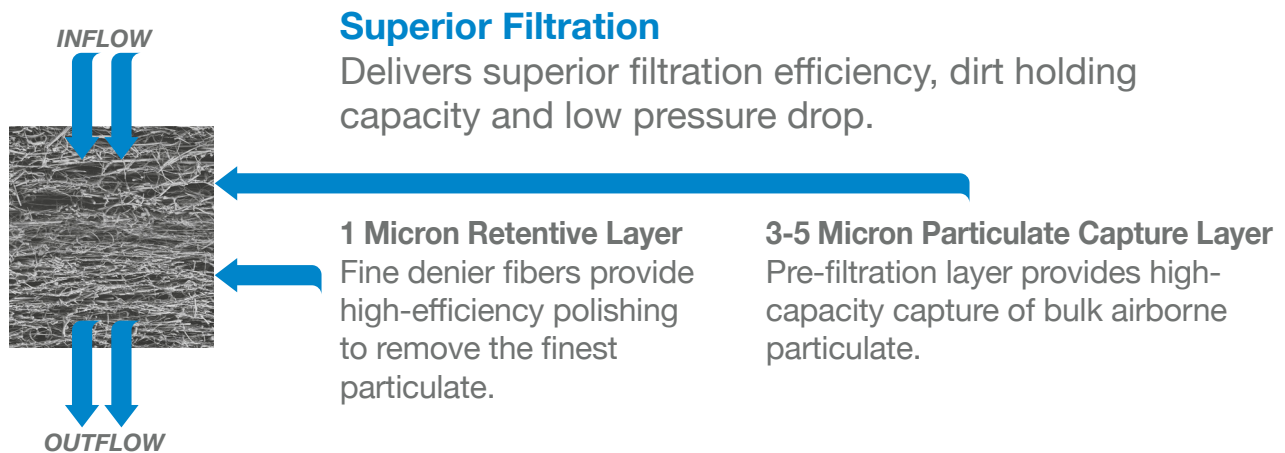 INFLOW
Superior Filtration
Delivers superior filtration efficiency, dirt holding
capacity and low pressure drop.
1 Micron Retentive Layer
Fine denier fibers provide
high-efficiency polishing
to remove the finest
particulate.
3-5 Micron Particulate Capture Layer
Pre-filtration layer provides high-
capacity capture of bulk airborne
particulate.
OUTFLOW